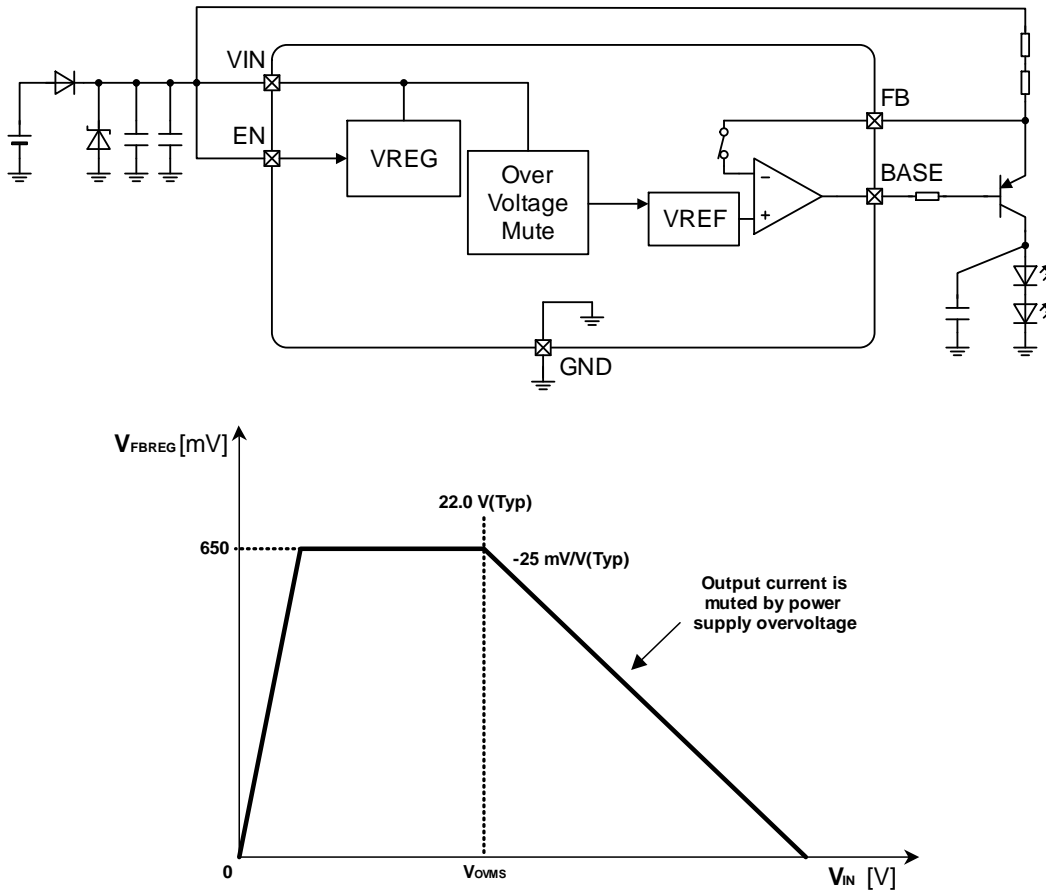 VIN
EN
VREG
Over
Voltage
Mute
VREF
−
+
FB
BASE
GND
VFBREG [mV]
22.0 V(Typ)
650
-25 mV/V(Typ)
Output current is
muted by power
supply overvoltage
0
VOVMS
VIN [V]